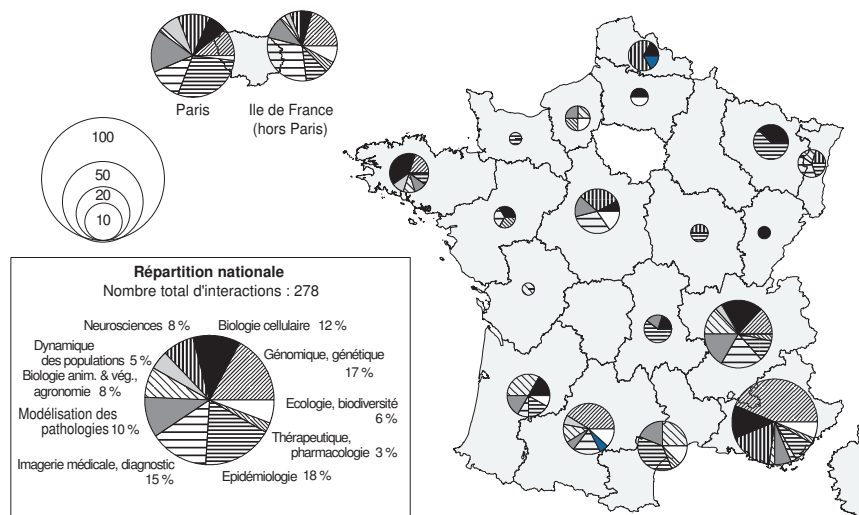 Paris
Ile de France
(hors Paris)
100
50
20
10
Répartition nationale
Nombre total d'interactions : 278
Neurosciences 8 %
Biologie cellulaire 12 %
Dynamique
des populations 5 %
Génomique, génétique
17 %
Biologie anim. & vég.,
agronomie 8 %
Ecologie, biodiversité
6 %
Modélisation des
pathologies 10 %
Thérapeutique,
pharmacologie 3 %
Imagerie médicale, diagnostic
15 %
Epidémiologie 18 %